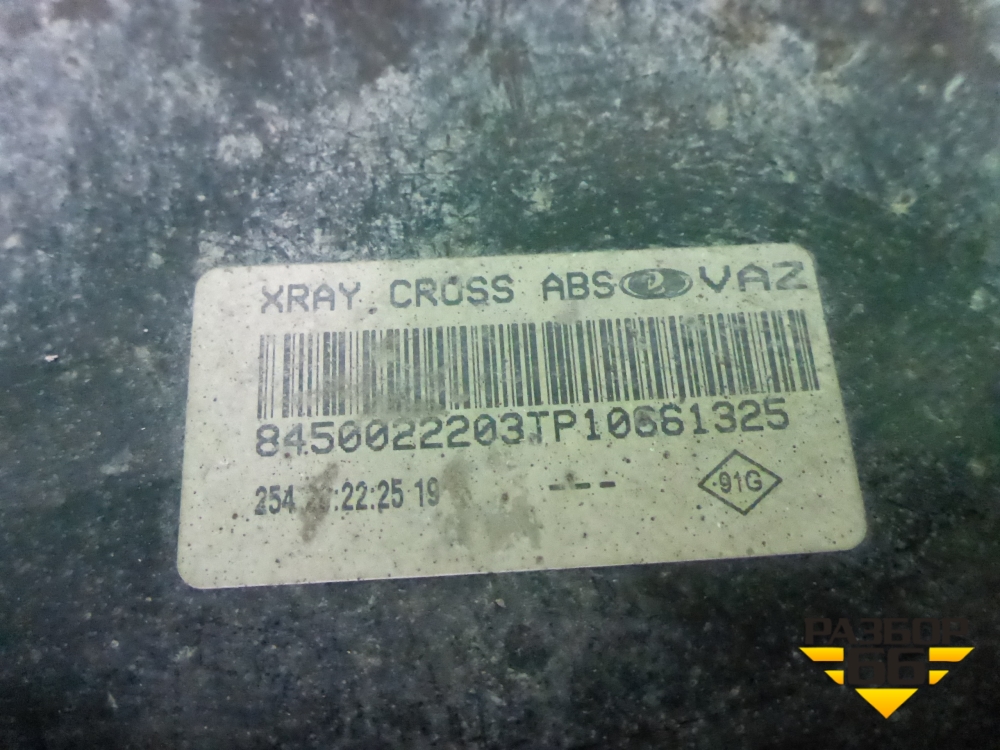 XRAY CROSS ABS VAZ
8450022203TP10661325
254 :22:25 19 ---
91G
РАЗБОР
66